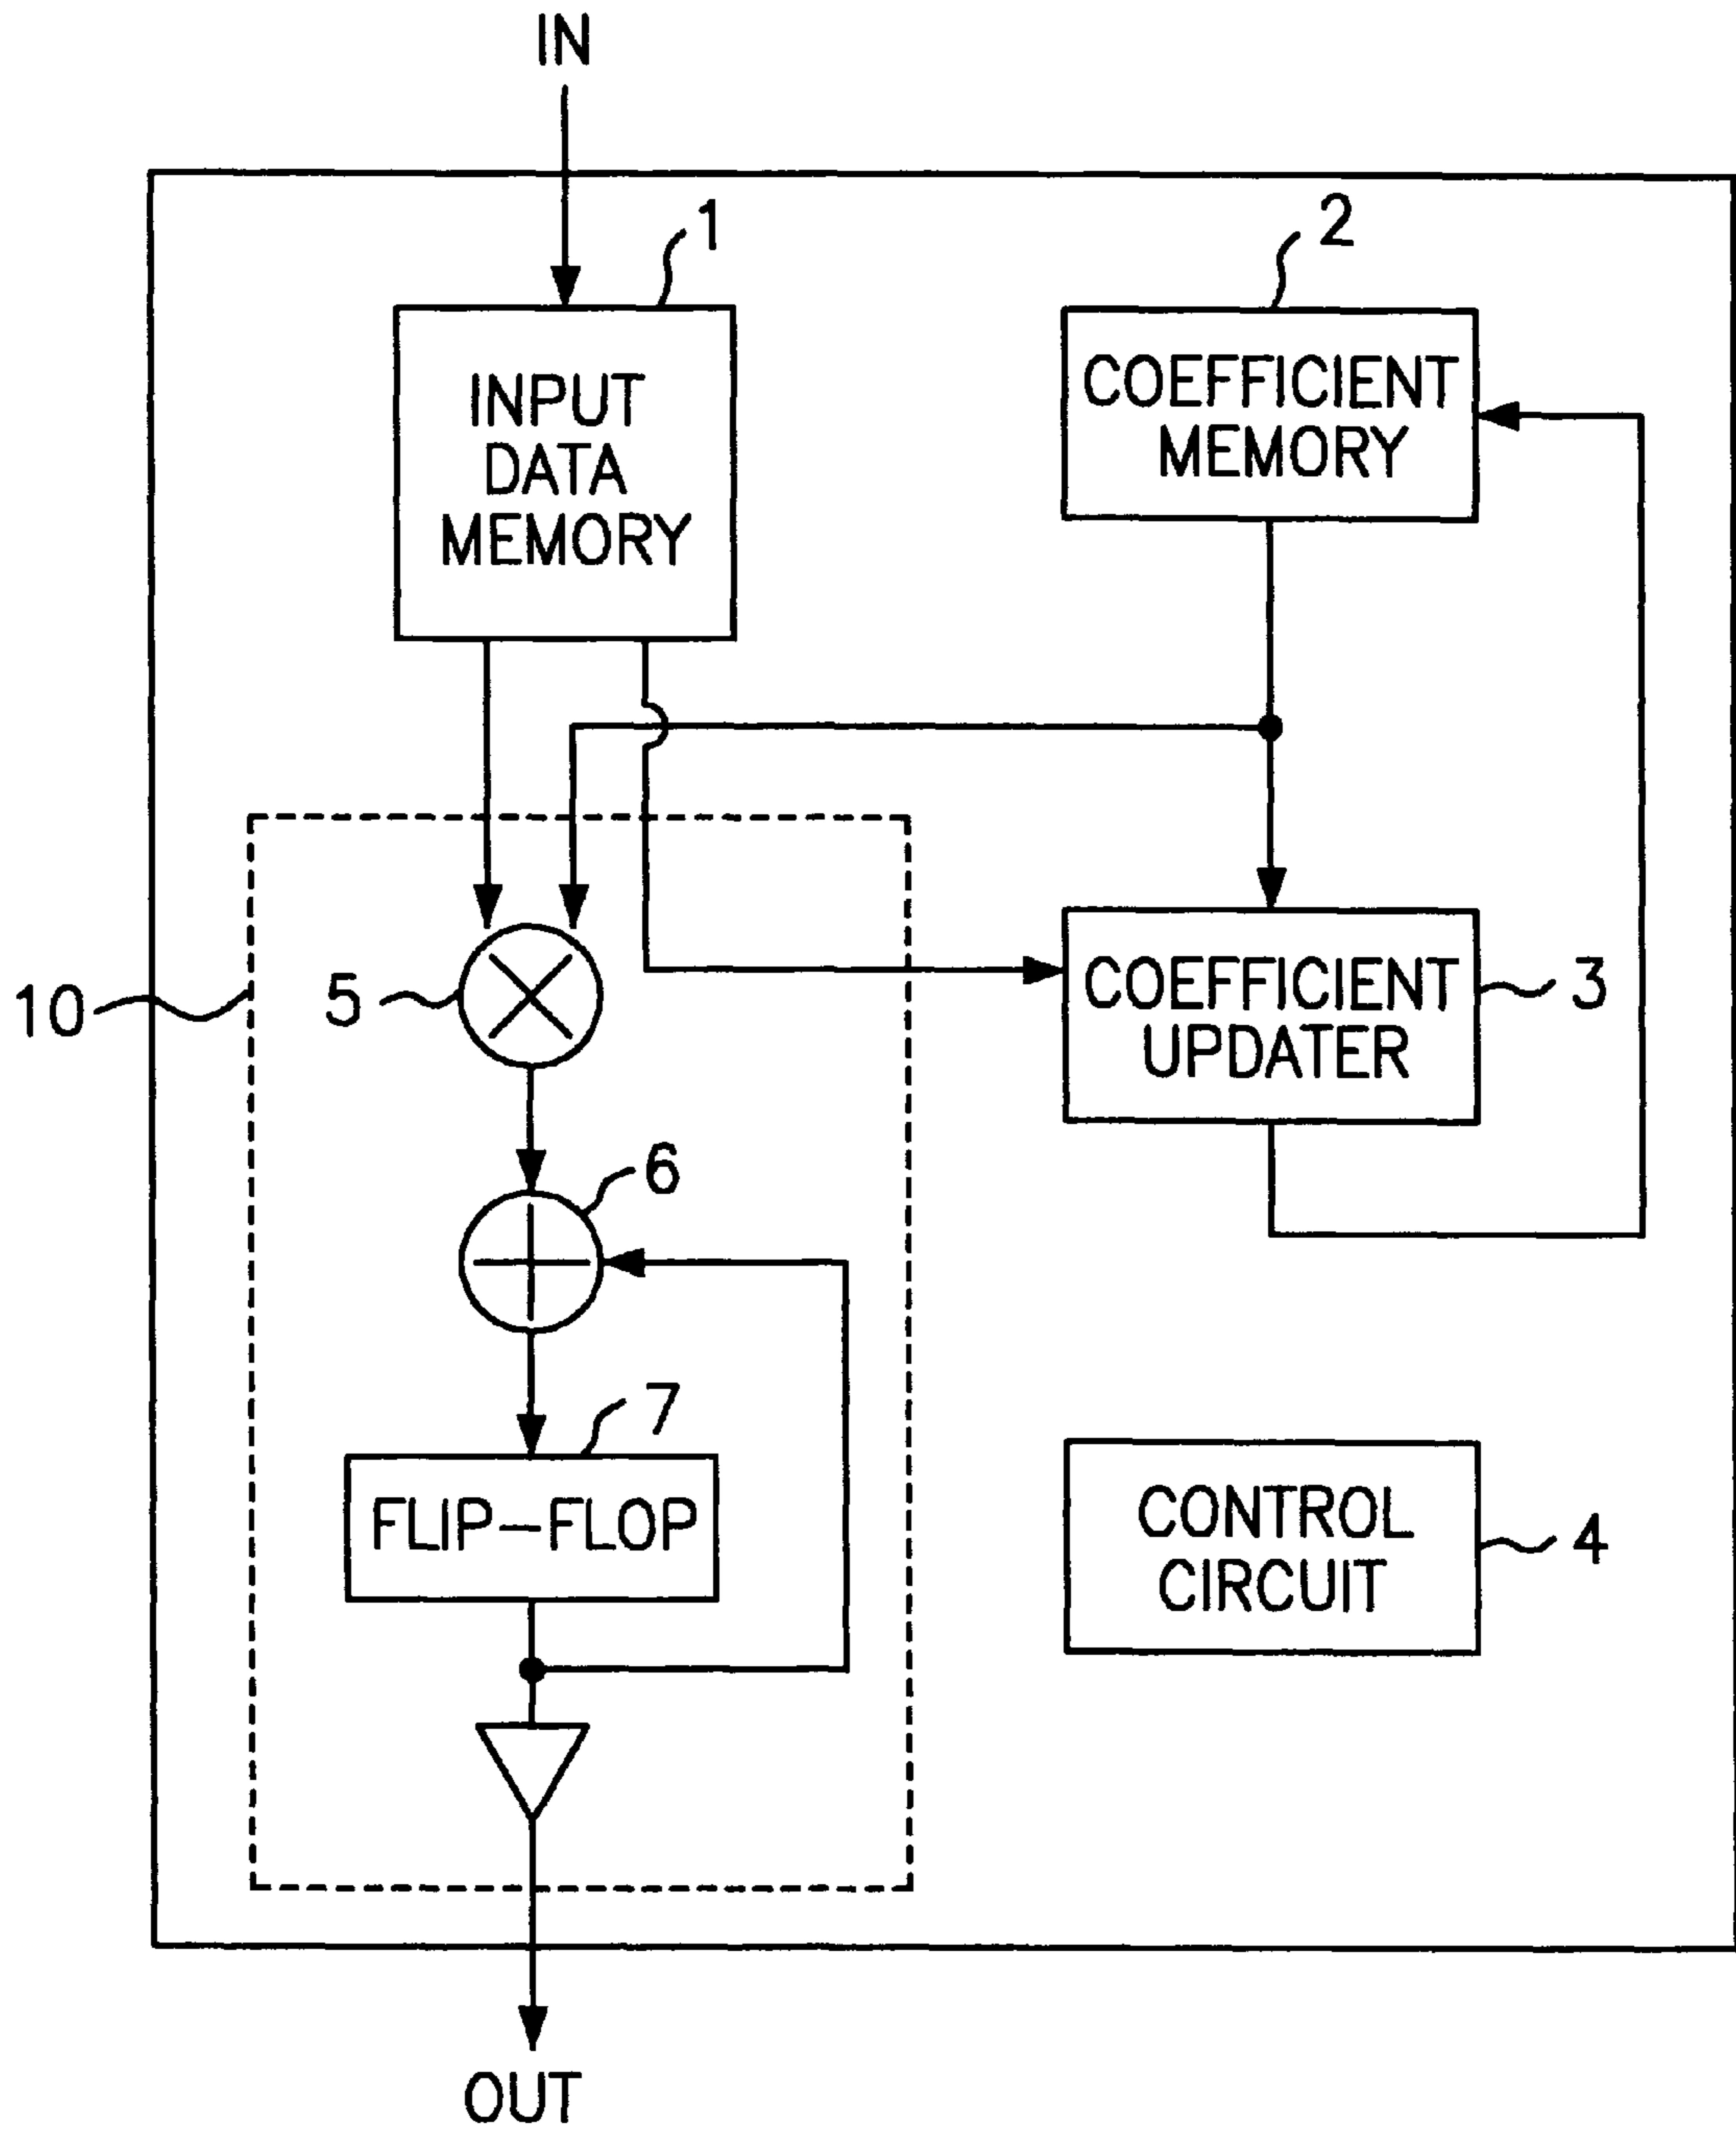 IN
1
2
INPUT
DATA
MEMORY
COEFFICIENT
MEMORY
10
5
COEFFICIENT
UPDATER
3
6
7
FLIP-FLOP
CONTROL
CIRCUIT
4
OUT